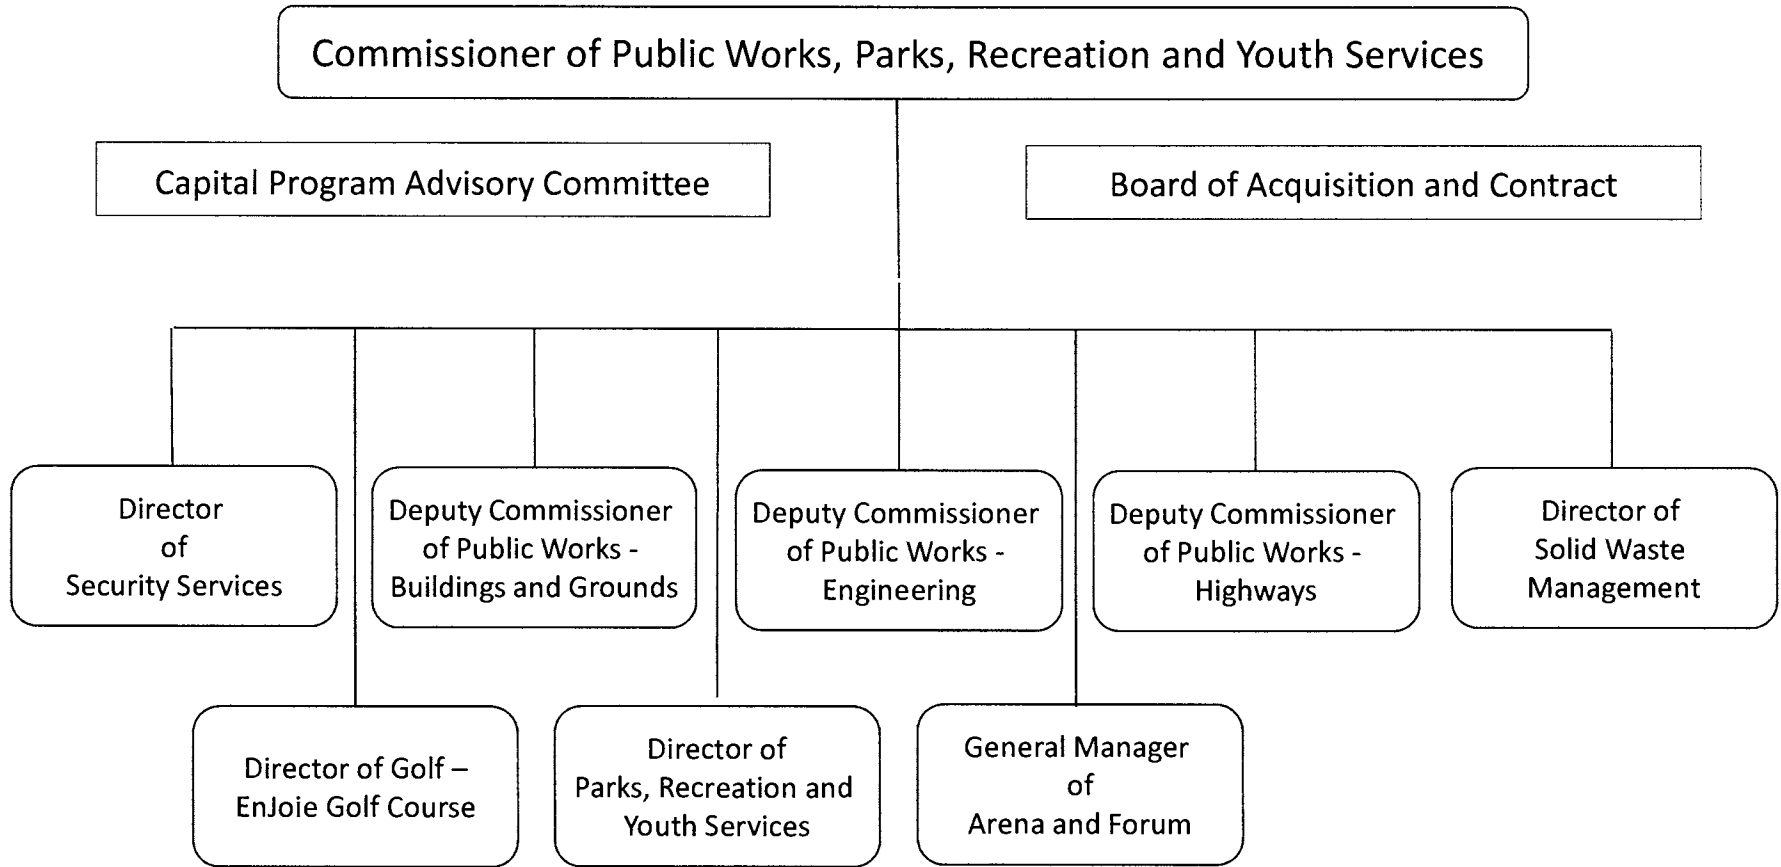 Commissioner of Public Works, Parks, Recreation and Youth Services
Capital Program Advisory Committee
Board of Acquisition and Contract
Director
of
Security Services
Deputy Commissioner
of Public Works -
Buildings and Grounds
Deputy Commissioner
of Public Works -
Engineering
Deputy Commissioner
of Public Works -
Highways
Director of
Solid Waste
Management
Director of Golf –
EnJoie Golf Course
Director of
Parks, Recreation and
Youth Services
General Manager
of
Arena and Forum